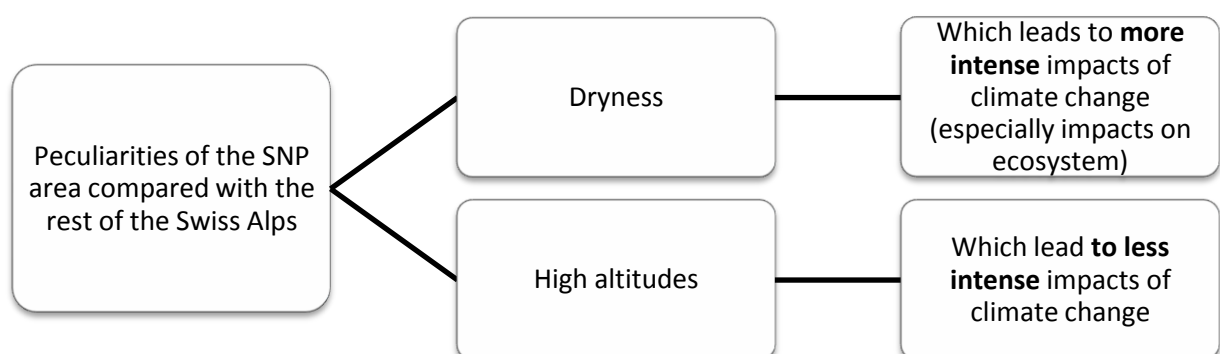 Peculiarities of the SNP
area compared with the
rest of the Swiss Alps
Dryness
Which leads to more
intense impacts of
climate change
(especially impacts on
ecosystem)
High altitudes
Which lead to less
intense impacts of
climate change